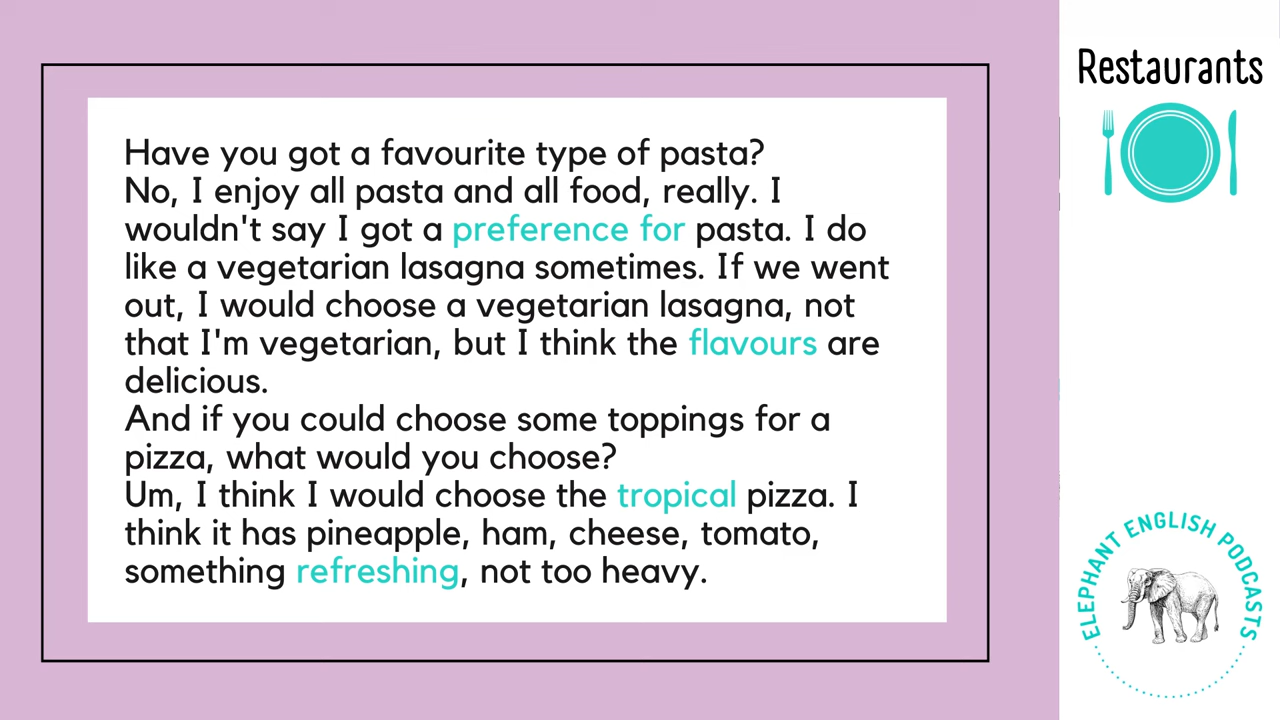 Have you got a favourite type of pasta?
No, I enjoy all pasta and all food, really. I
wouldn't say I got a preference for pasta. I do
like a vegetarian lasagna sometimes. If we went
out, I would choose a vegetarian lasagna, not
that I'm vegetarian, but I think the flavours are
delicious.
And if you could choose some toppings for a
pizza, what would you choose?
Um, I think I would choose the tropical pizza. I
think it has pineapple, ham, cheese, tomato,
something refreshing, not too heavy.
Restaurants
ELEPHANT ENGLISH PODCASTS